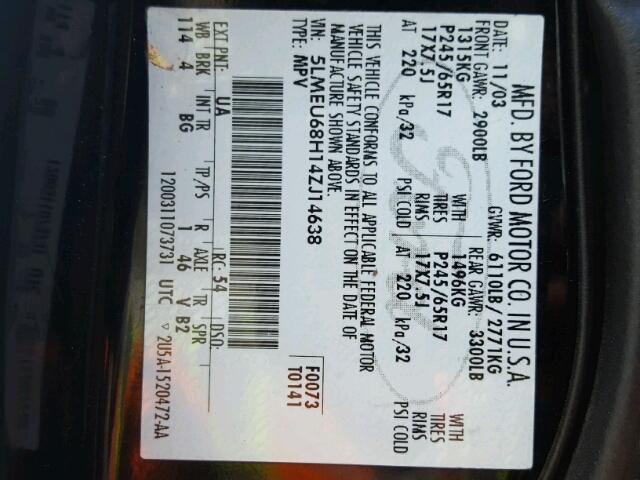 MFD. BY FORD MOTOR CO. IN U.S.A.
DATE: 11/03 GVWR: 6110LB/2771KG
FRONT GAWR: 2900LB REAR GAWR: 3300LB
1315KG WITH 1496KG WITH
P245/65R17 TIRES P245/65R17 TIRES
17X7.5J RIMS 17X7.5J RIMS
AT 220 kPa/32 PSI COLD AT 220 kPa/32 PSI COLD
THIS VEHICLE CONFORMS TO ALL APPLICABLE FEDERAL MOTOR
VEHICLE SAFETY STANDARDS IN EFFECT ON THE DATE OF
MANUFACTURE SHOWN ABOVE.
VIN: 5LMEU68H14ZJ14638 F0073
TYPE: MPV T0141
EXT PNT: UA RC: 54 DSO:
WB BRK INT TR TP/PS R AXLE TR SPR
114 4 BG 1 46 V B2
1200311073731 UTC ▽ 2U5A-1520472-AA